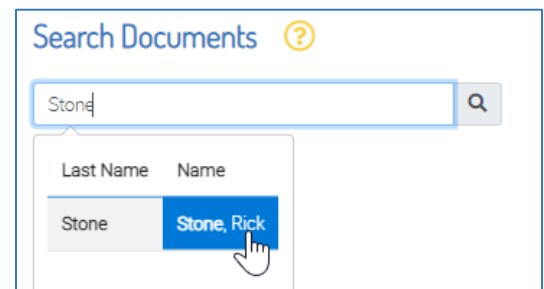 Search Documents ?
Stone
Last Name Name
Stone Stone, Rick